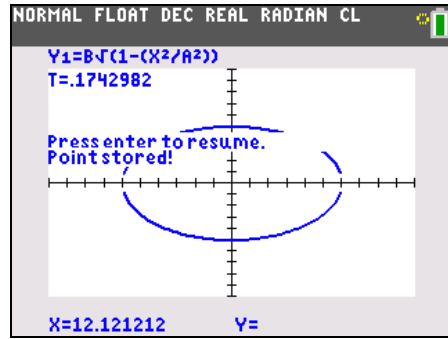 NORMAL FLOAT DEC REAL RADIAN CL
Y1=B√(1-(X²/A²))
T=.1742982
Press enter to resume.
Point stored!
X=12.121212 Y=